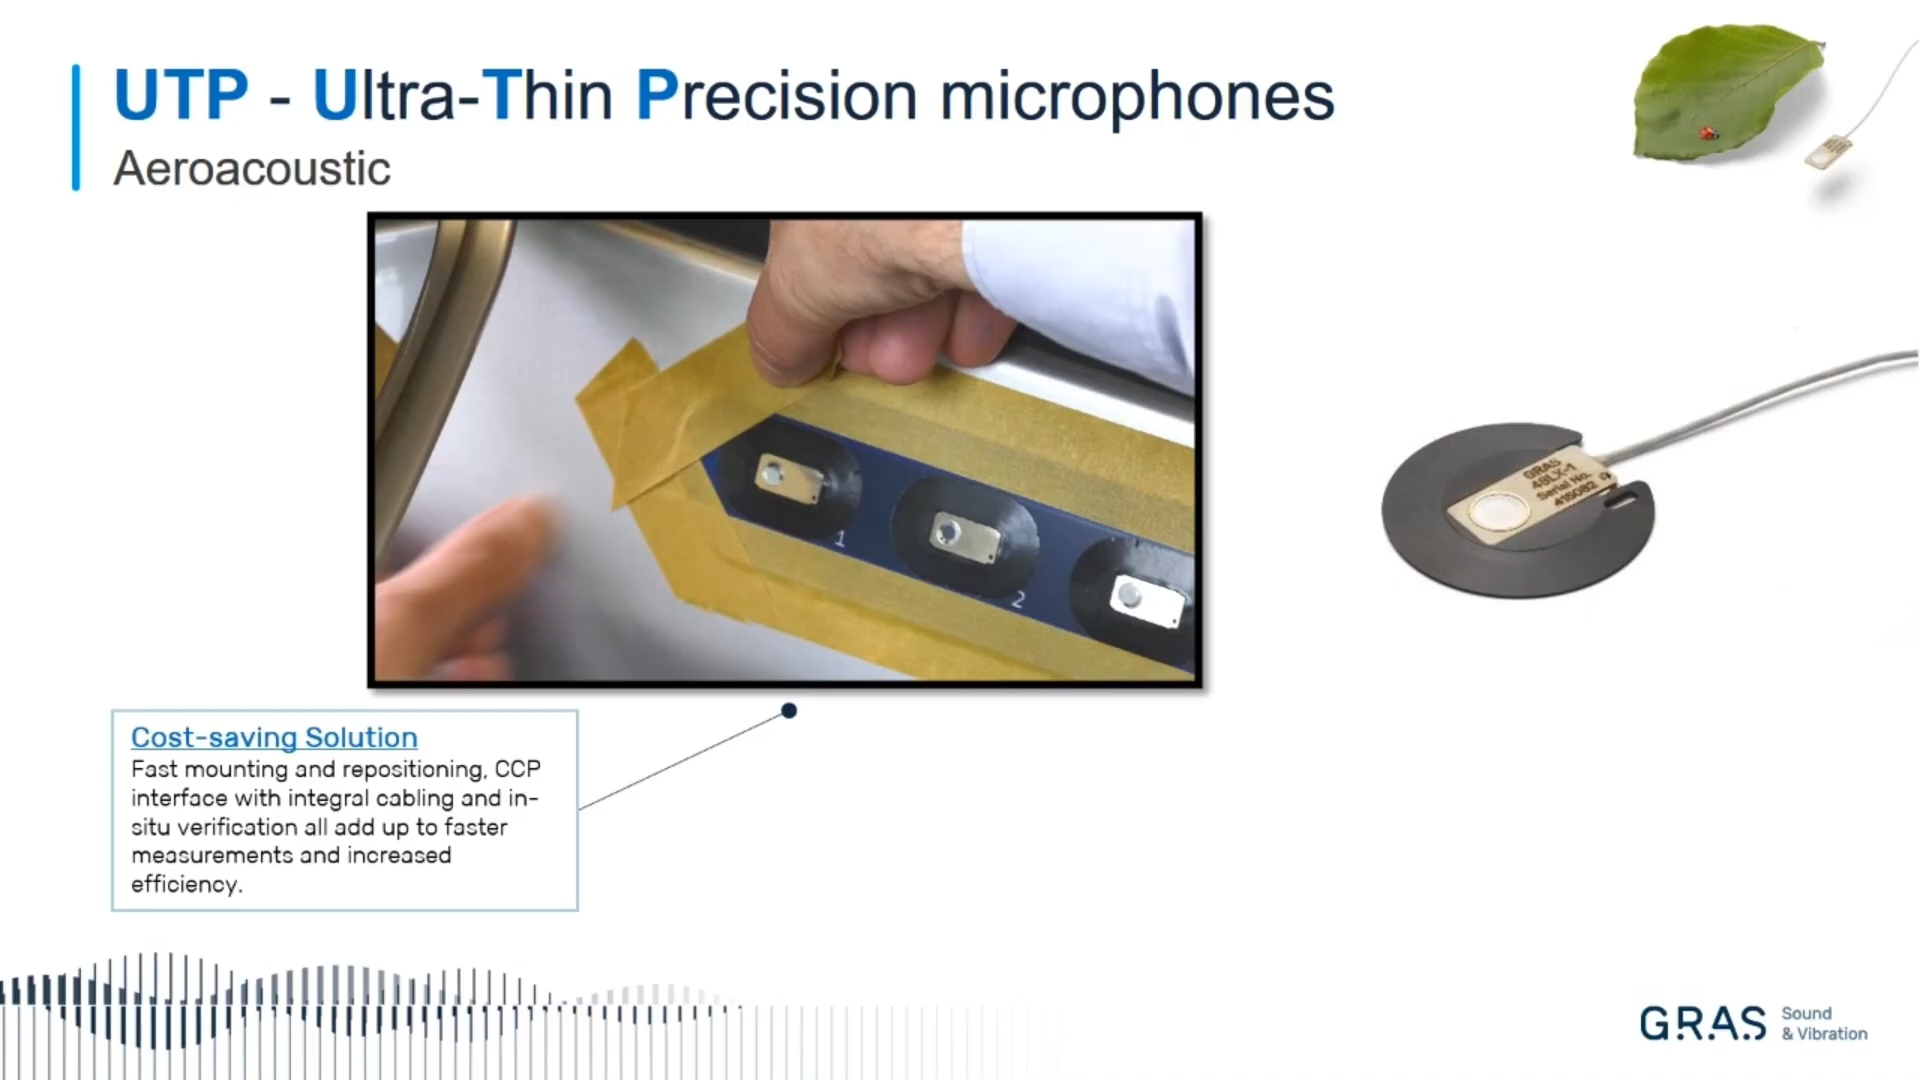 UTP - Ultra-Thin Precision microphones
Aeroacoustic
1
2
GRAS
48LX-1
Serial No.
415082
Cost-saving Solution
Fast mounting and repositioning, CCP
interface with integral cabling and in-
situ verification all add up to faster
measurements and increased
efficiency.
GRAS Sound
& Vibration